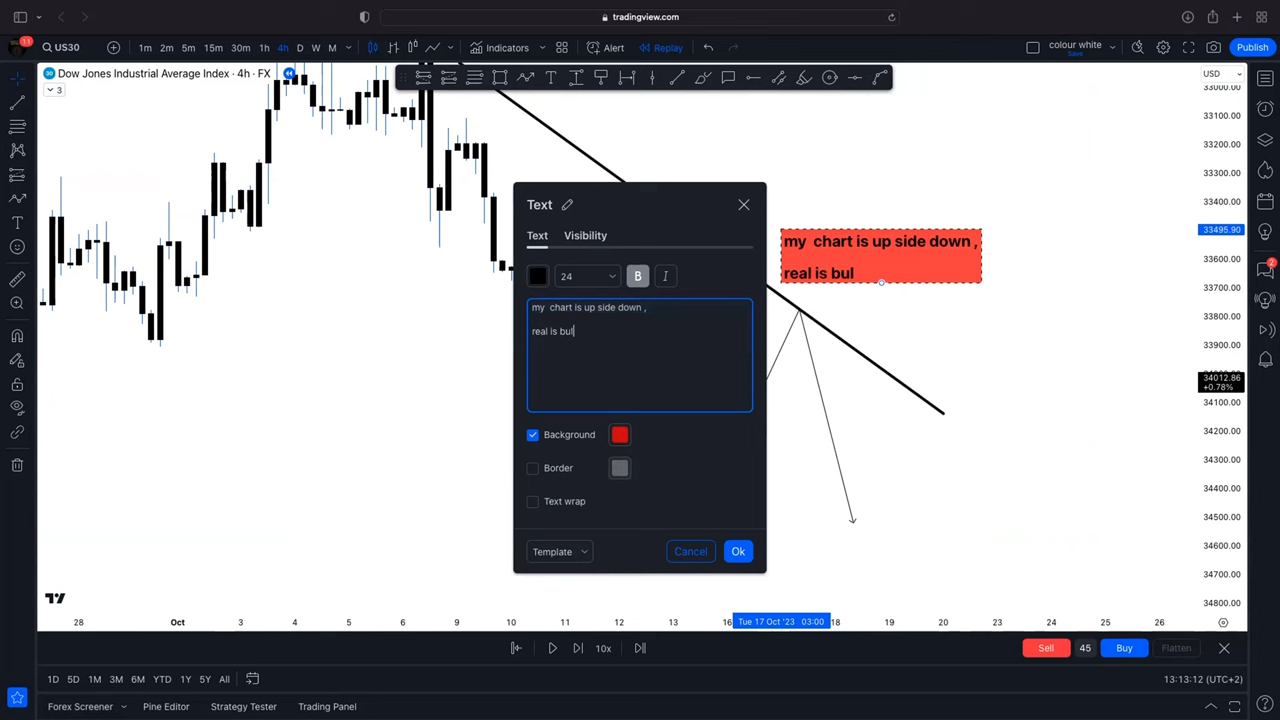 tradingview.com
11
US30
1m 2m 5m 15m 30m 1h 4h D W M
Indicators
Alert
Replay
colour white
Save
Publish
30 Dow Jones Industrial Average Index · 4h · FX
3
USD
33000.00
33100.00
33200.00
33300.00
33400.00
33495.90
33600.00
33700.00
33800.00
33900.00
34012.86
+0.78%
34100.00
34200.00
34300.00
34400.00
34500.00
34600.00
34700.00
34800.00
my chart is up side down ,
real is bul
Text
Text Visibility
24
B I
my chart is up side down ,
real is bul
Background
Border
Text wrap
Template
Cancel
Ok
28 Oct 3 4 5 6 9 10 11 12 13 16 Tue 17 Oct '23 03:00 18 19 20 23 24 25 26
10x
Sell 45 Buy Flatten
1D 5D 1M 3M 6M YTD 1Y 5Y All
13:13:12 (UTC+2)
Forex Screener Pine Editor Strategy Tester Trading Panel
2